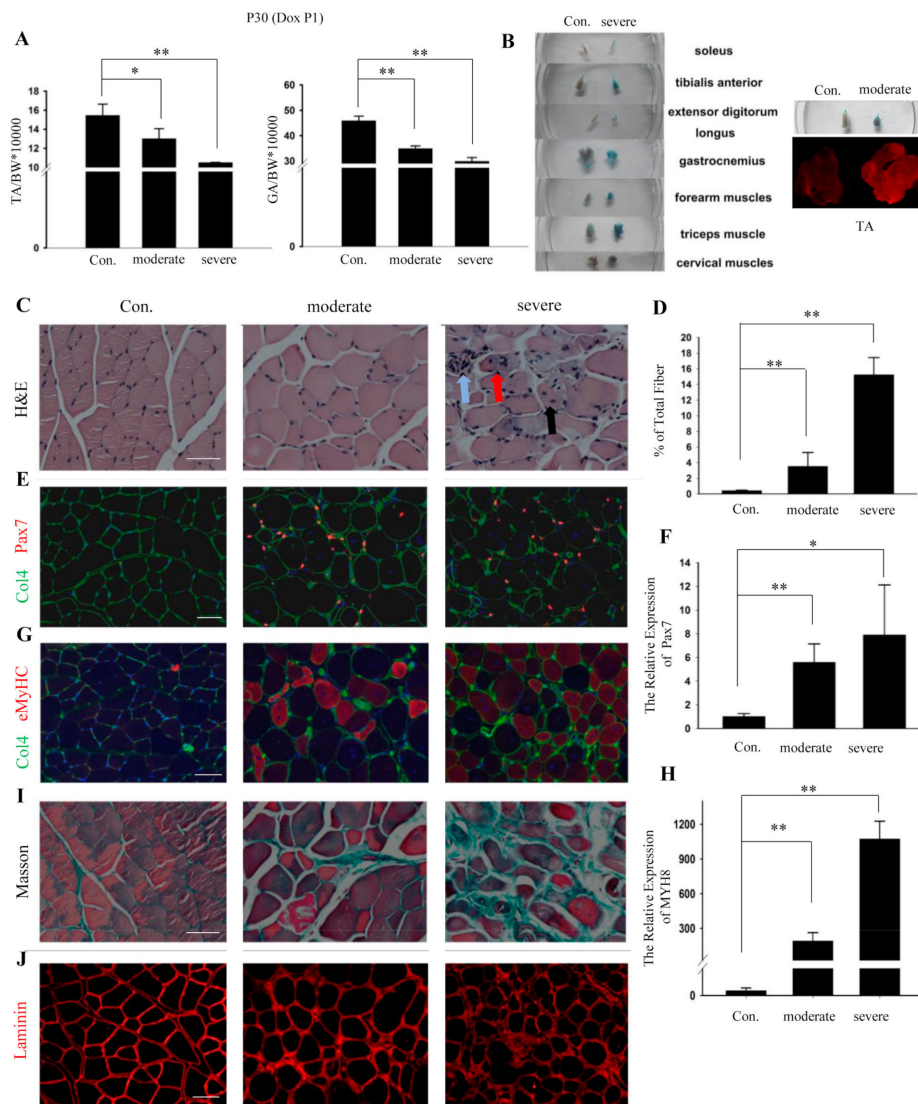 P30 (Dox P1)
A
**
*
18
16
14
12
10
0
TA/BW*10000
Con.
moderate
severe
**
**
60
50
40
30
0
GA/BW*10000
Con.
moderate
severe
B
Con. severe
soleus
tibialis anterior
extensor digitorum
longus
gastrocnemius
forearm muscles
triceps muscle
cervical muscles
Con. moderate
TA
C
Con.
moderate
severe
H&E
D
**
**
20
18
16
14
12
10
8
6
4
2
0
% of Total Fiber
Con.
moderate
severe
E
Col4 Pax7
F
*
**
14
12
10
8
6
4
2
0
The Relative Expression
of Pax7
Con.
moderate
severe
G
Col4 eMyHC
H
**
**
1200
900
600
300
0
The Relative Expression
of MYH8
Con.
moderate
severe
I
Masson
J
Laminin